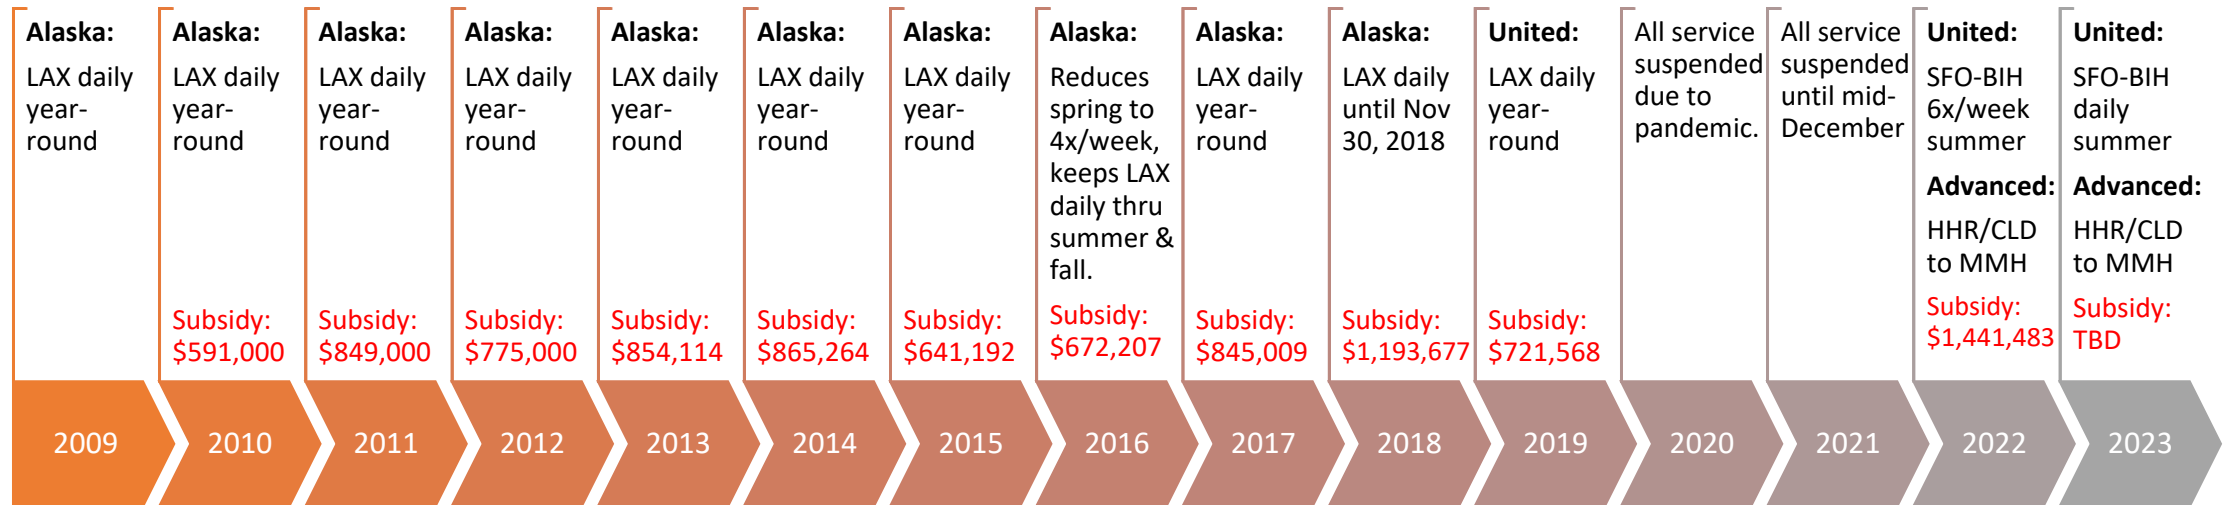 Alaska:
LAX daily
year-
round
2009
Alaska:
LAX daily
year-
round
Subsidy:
$591,000
2010
Alaska:
LAX daily
year-
round
Subsidy:
$849,000
2011
Alaska:
LAX daily
year-
round
Subsidy:
$775,000
2012
Alaska:
LAX daily
year-
round
Subsidy:
$854,114
2013
Alaska:
LAX daily
year-
round
Subsidy:
$865,264
2014
Alaska:
LAX daily
year-
round
Subsidy:
$641,192
2015
Alaska:
Reduces
spring to
4x/week,
keeps LAX
daily thru
summer &
fall.
Subsidy:
$672,207
2016
Alaska:
LAX daily
year-
round
Subsidy:
$845,009
2017
Alaska:
LAX daily
until Nov
30, 2018
Subsidy:
$1,193,677
2018
United:
LAX daily
year-
round
Subsidy:
$721,568
2019
All service
suspended
due to
pandemic.
2020
All service
suspended
until mid-
December
2021
United:
SFO-BIH
6x/week
summer
Advanced:
HHR/CLD
to MMH
Subsidy:
$1,441,483
2022
United:
SFO-BIH
daily
summer
Advanced:
HHR/CLD
to MMH
Subsidy:
TBD
2023